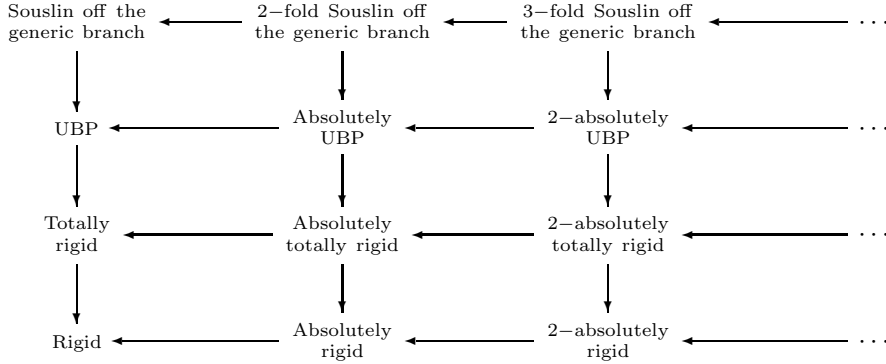 Souslin off the
generic branch
2−fold Souslin off
the generic branch
3−fold Souslin off
the generic branch
...
UBP
Absolutely
UBP
2−absolutely
UBP
...
Totally
rigid
Absolutely
totally rigid
2−absolutely
totally rigid
...
Rigid
Absolutely
rigid
2−absolutely
rigid
...